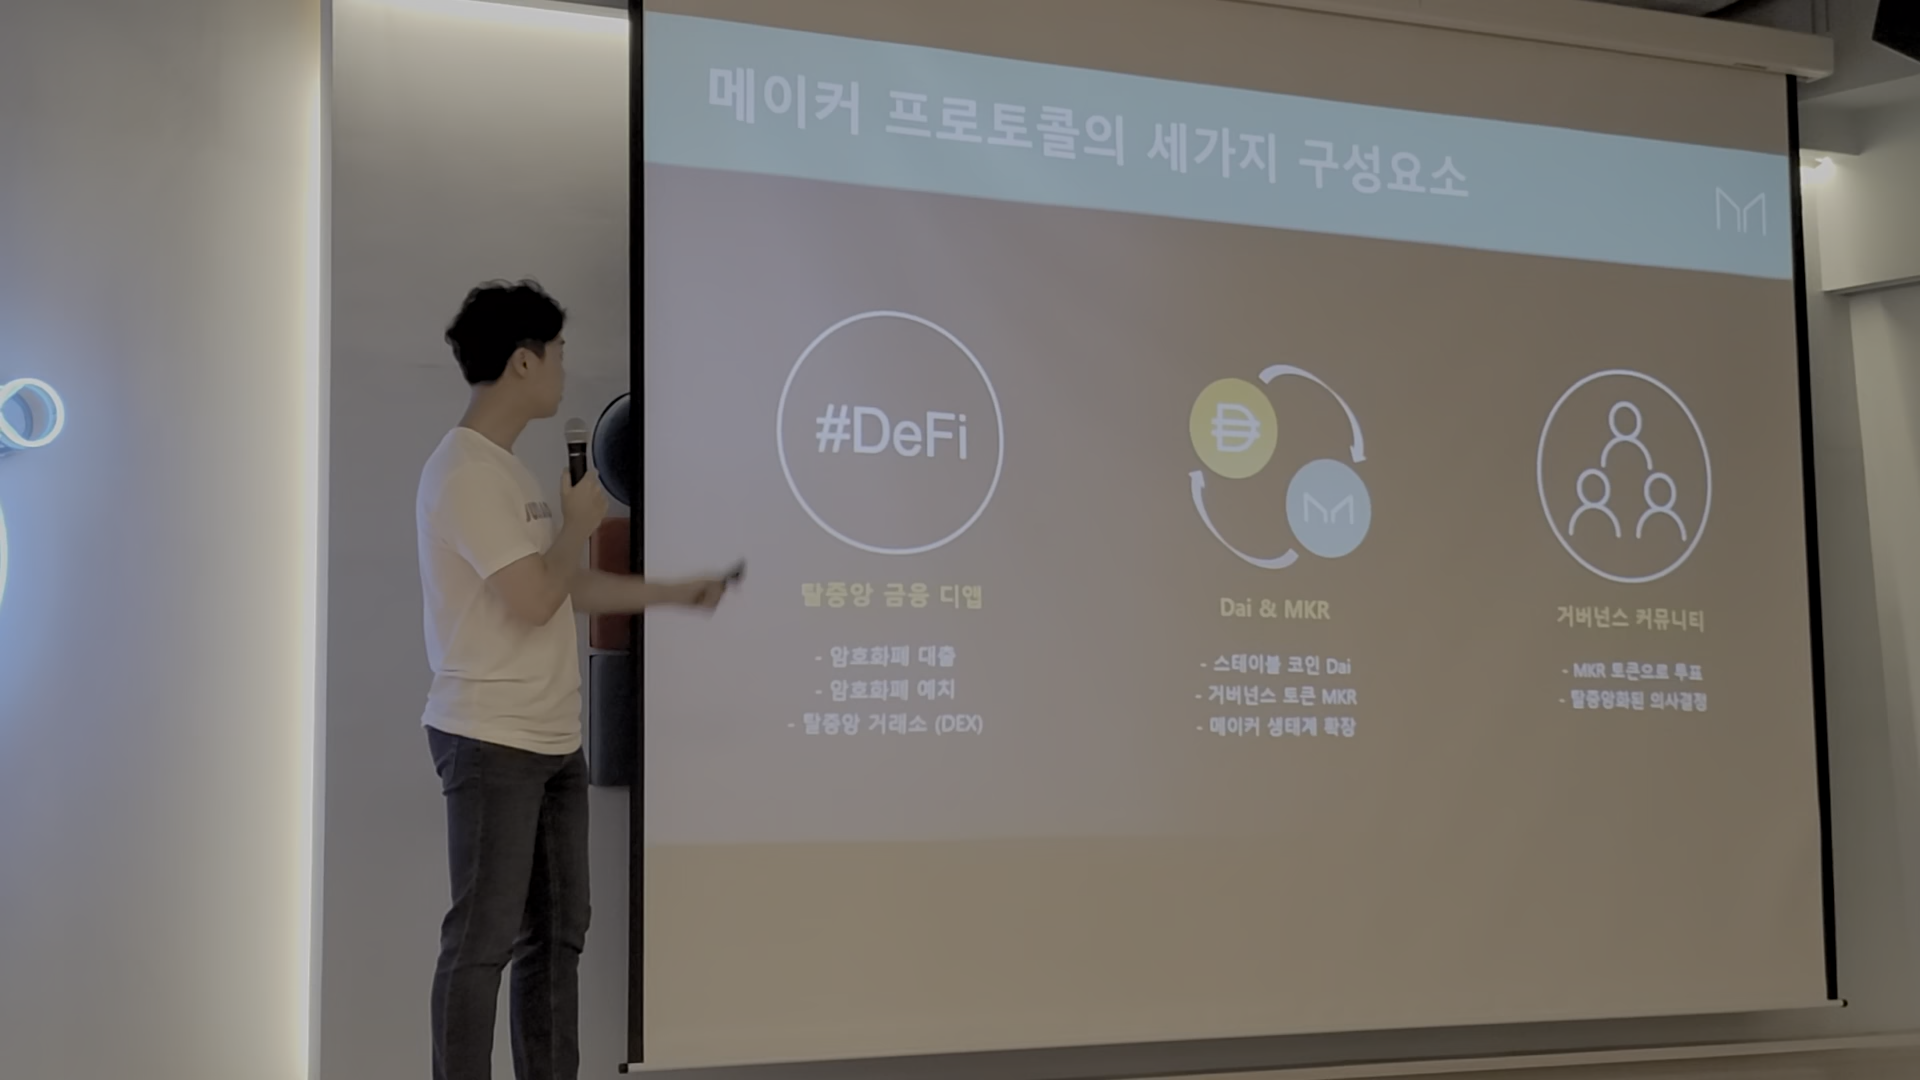 메이커 프로토콜의 세가지 구성요소
#DeFi
탈중앙 금융 디앱
- 암호화폐 대출
- 암호화폐 예치
- 탈중앙 거래소 (DEX)
Dai & MKR
- 스테이블 코인 Dai
- 거버넌스 토큰 MKR
- 메이커 생태계 확장
거버넌스 커뮤니티
- MKR 토큰으로 투표
- 탈중앙화된 의사결정